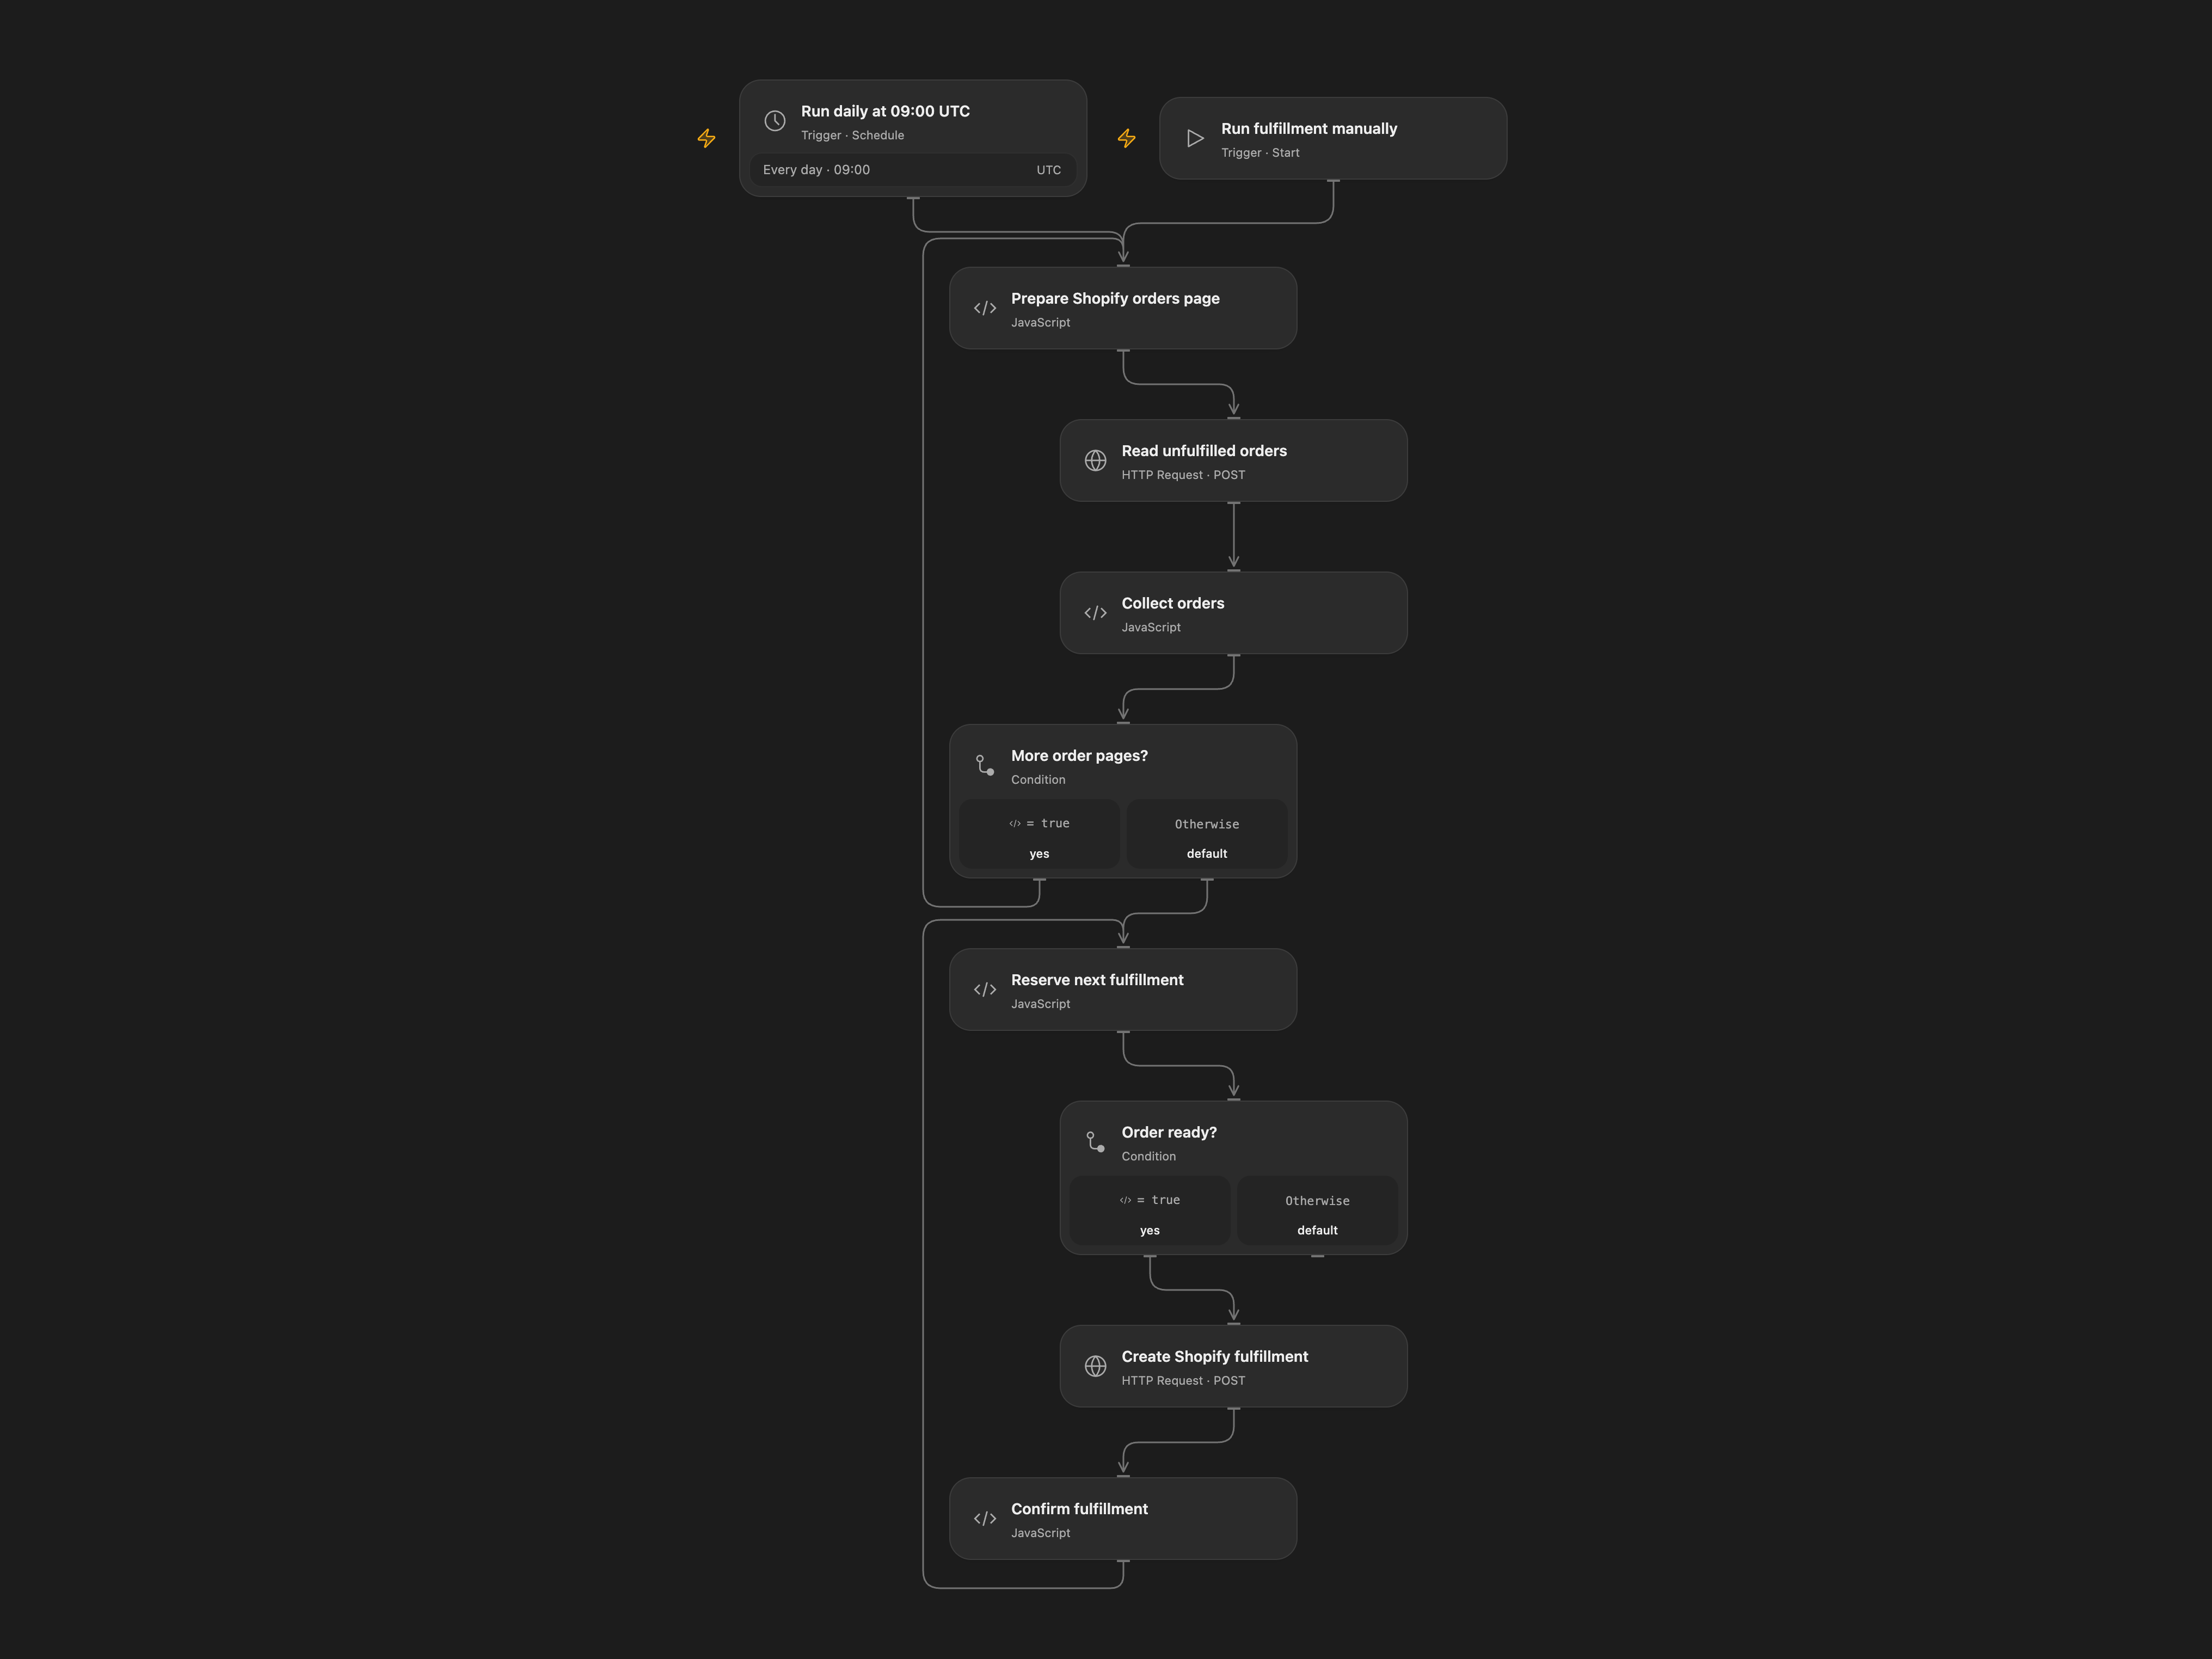 Run daily at 09:00 UTC
Trigger · Schedule
Every day · 09:00
UTC
Run fulfillment manually
Trigger · Start
Prepare Shopify orders page
JavaScript
Read unfulfilled orders
HTTP Request · POST
Collect orders
JavaScript
More order pages?
Condition
</> = true
yes
Otherwise
default
Reserve next fulfillment
JavaScript
Order ready?
Condition
</> = true
yes
Otherwise
default
Create Shopify fulfillment
HTTP Request · POST
Confirm fulfillment
JavaScript